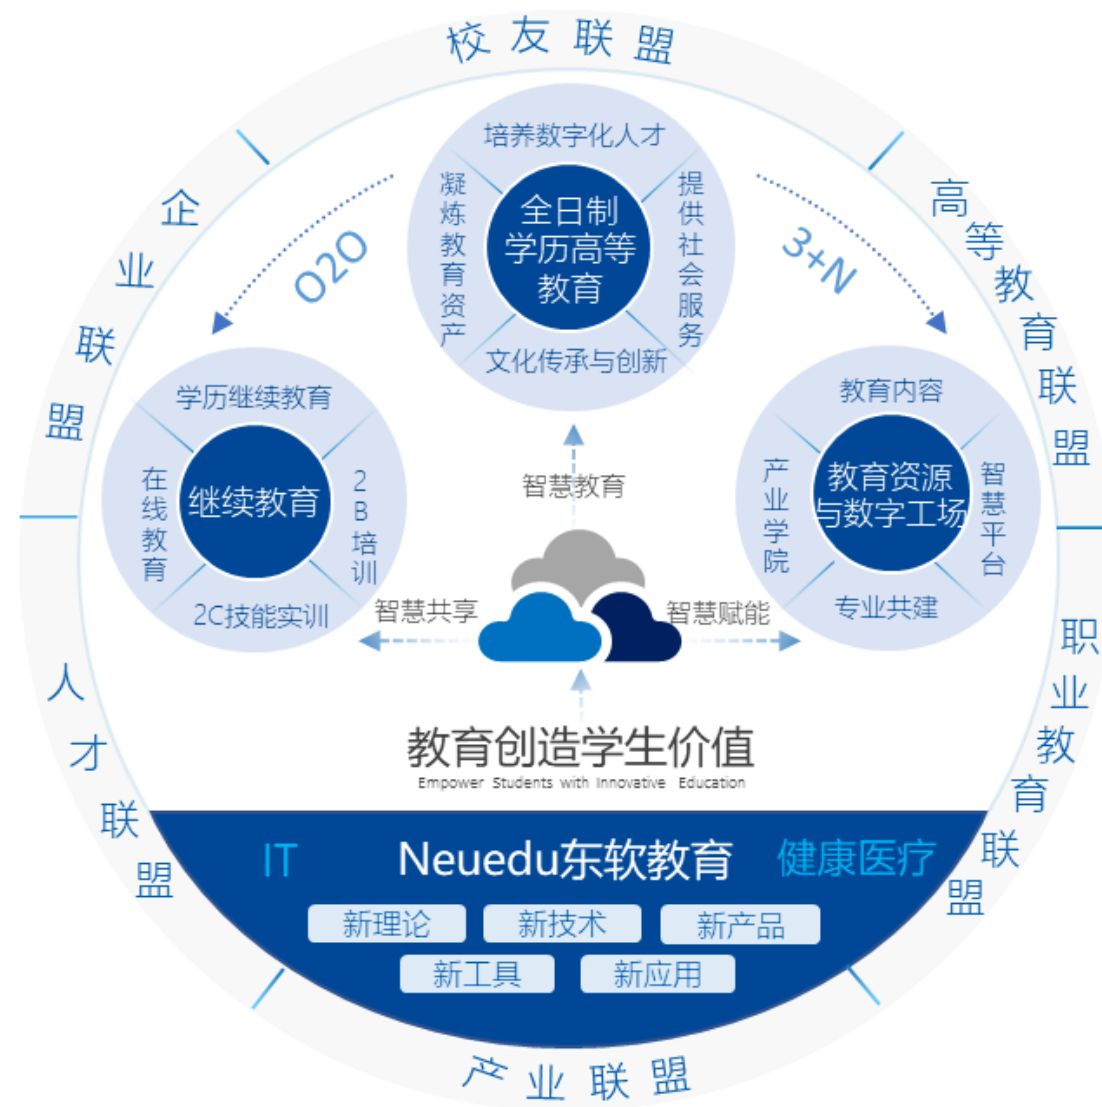 校友联盟
企业联盟
高等教育联盟
培养数字化人才
凝炼教育资产
全日制
学历高等
教育
提供社会服务
文化传承与创新
O2O
3+N
学历继续教育
在线教育
继续教育
2B培训
2C技能实训
教育内容
产业学院
教育资源
与数字工场
智慧平台
专业共建
智慧教育
智慧共享
智慧赋能
教育创造学生价值
Empower Students with Innovative Education
人才联盟
职业教育联盟
IT
Neuedu东软教育
健康医疗
新理论
新技术
新产品
新工具
新应用
产业联盟